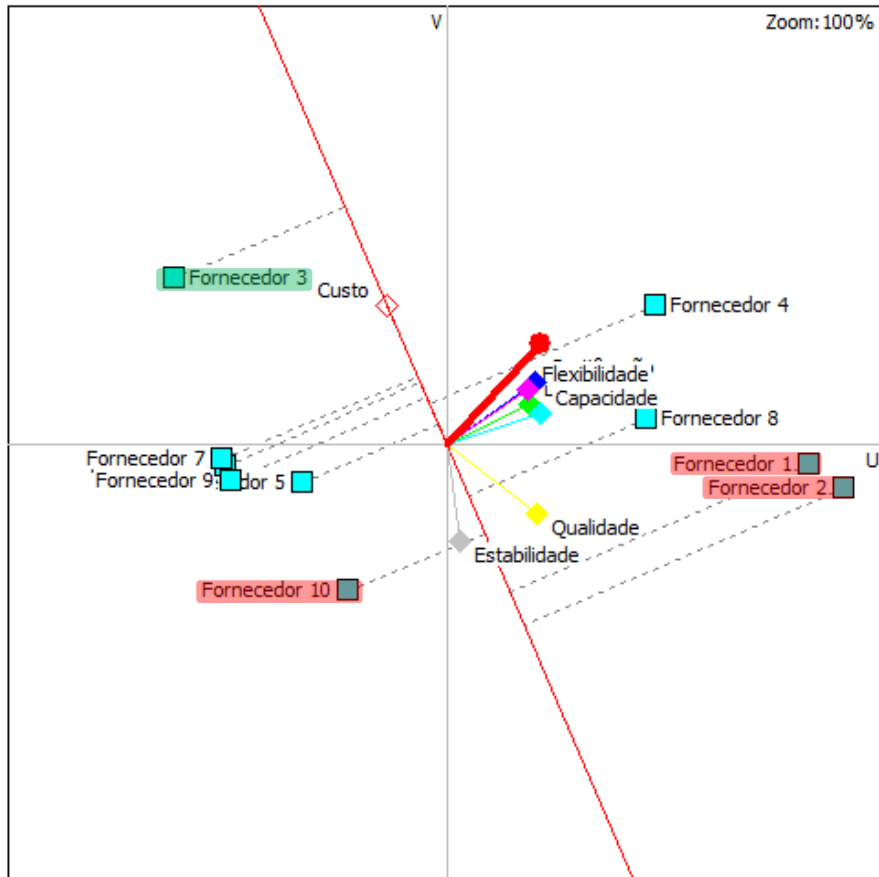 V
Zoom:100%
Fornecedor 3
Custo
Fornecedor 4
Flexibilidade'
Capacidade
Fornecedor 8
Fornecedor 7
Fornecedor 1
U
Fornecedor 9
dor 5
Fornecedor 2
Qualidade
Estabilidade
Fornecedor 10